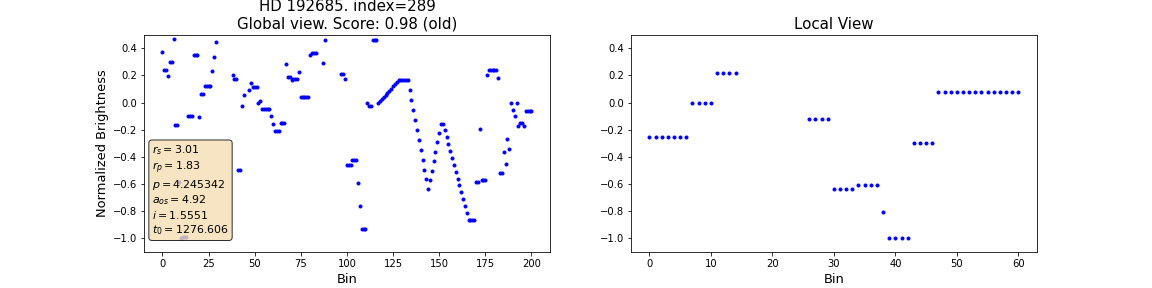 HD 192685. index=289
Global view. Score: 0.98 (old)
Local View
Normalized Brightness
0.4
0.2
0.0
−0.2
−0.4
−0.6
−0.8
−1.0
r_s = 3.01
r_p = 1.83
p = 4.245342
a_os = 4.92
i = 1.5551
t_0 = 1276.606
0 25 50 75 100 125 150 175 200
Bin
0.4
0.2
0.0
−0.2
−0.4
−0.6
−0.8
−1.0
0 10 20 30 40 50 60
Bin